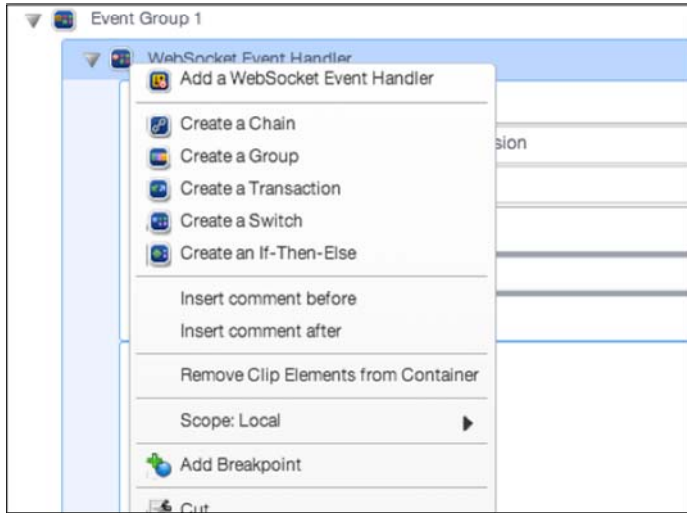 Event Group 1
WebSocket Event Handler
Add a WebSocket Event Handler
Create a Chain
sion
Create a Group
Create a Transaction
Create a Switch
Create an If-Then-Else
Insert comment before
Insert comment after
Remove Clip Elements from Container
Scope: Local
Add Breakpoint
Cut